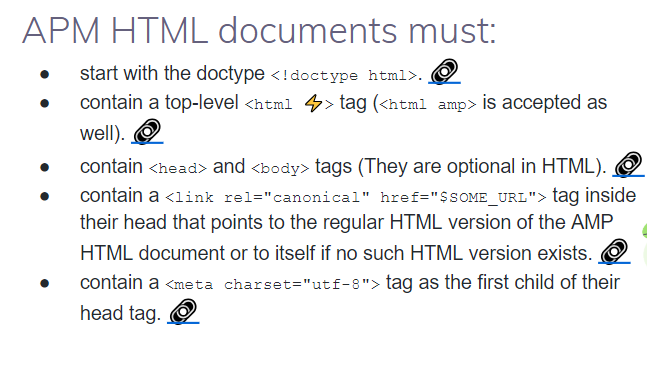 APM HTML documents must:
● start with the doctype <!doctype html>.
● contain a top-level <html ⚡> tag (<html amp> is accepted as
well).
● contain <head> and <body> tags (They are optional in HTML).
● contain a <link rel="canonical" href="$SOME_URL"> tag inside
their head that points to the regular HTML version of the AMP
HTML document or to itself if no such HTML version exists.
● contain a <meta charset="utf-8"> tag as the first child of their
head tag.